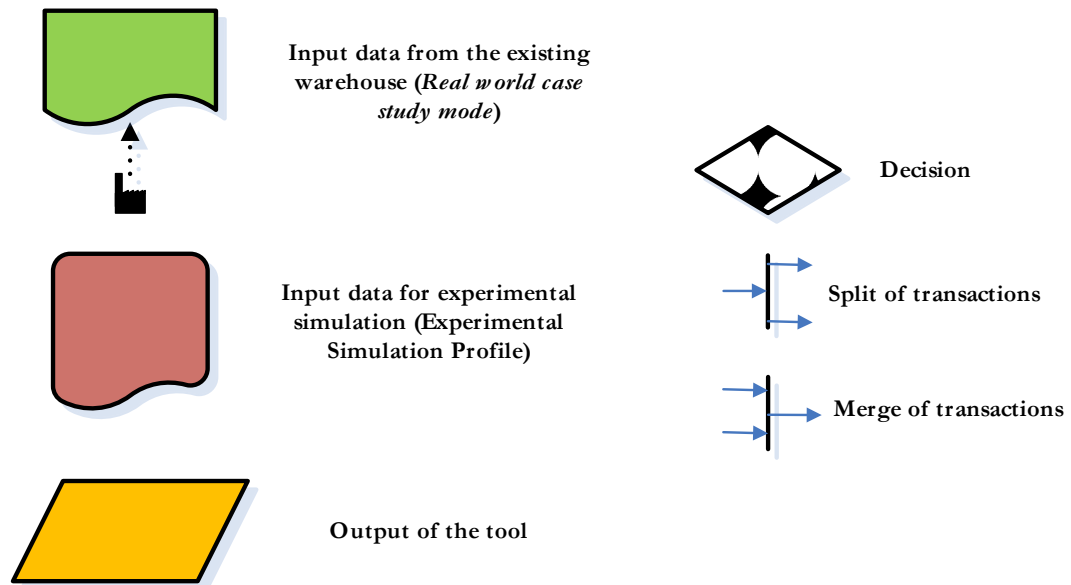 Input data from the existing
warehouse (Real world case
study mode)
Decision
Input data for experimental
simulation (Experimental
Simulation Profile)
Split of transactions
Merge of transactions
Output of the tool